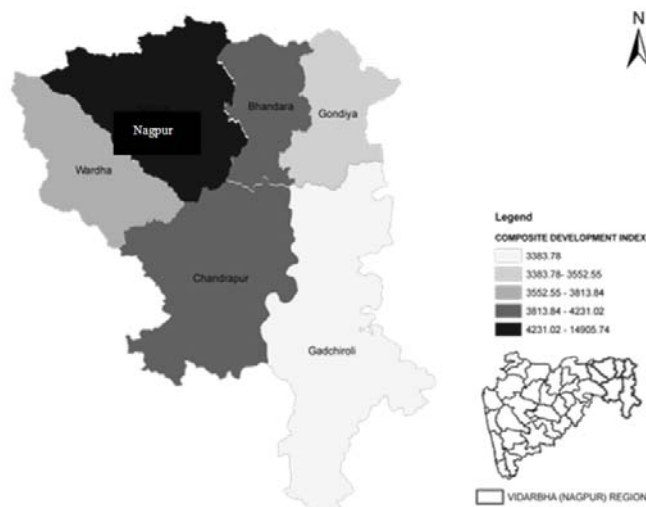 N
Nagpur
Bhandara
Gondiya
Wardha
Chandrapur
Gadchiroli
Legend
COMPOSITE DEVELOPMENT INDEX
3383.78
3383.78- 3552.55
3552.55 - 3813.84
3813.84 - 4231.02
4231.02 - 14905.74
VIDARBHA (NAGPUR) REGION